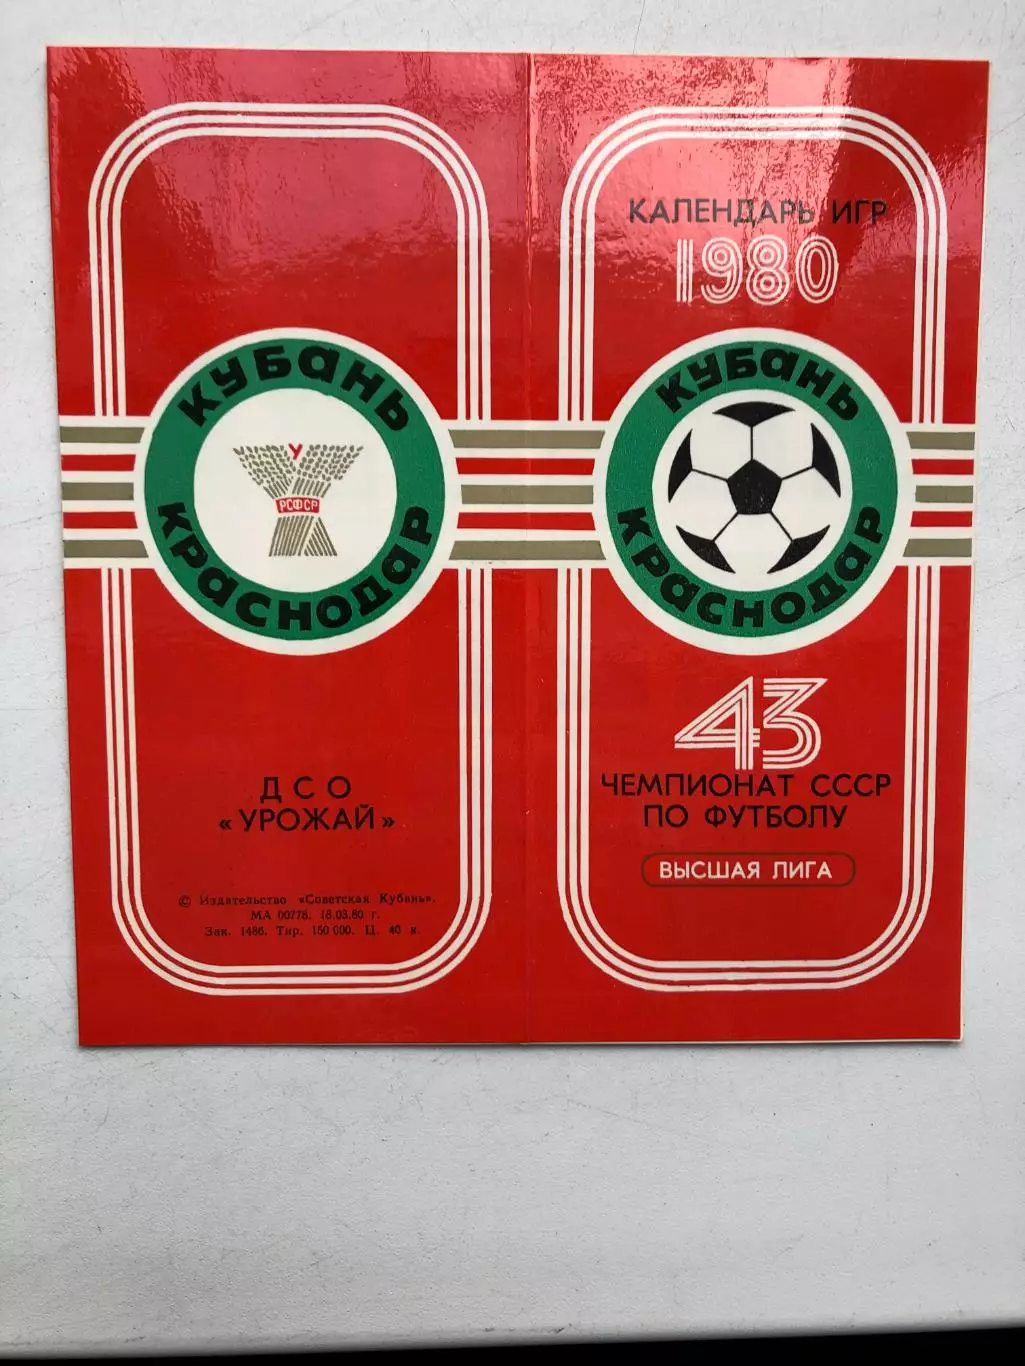 КУБАНЬ
У
РСФСР
КРАСНОДАР
ДСО
«УРОЖАЙ»
© Издательство «Советская Кубань».
МА 00778. 18.03.80 г.
Зак. 1486. Тир. 150 000. Ц. 40 к.
КАЛЕНДАРЬ ИГР
1980
КУБАНЬ
КРАСНОДАР
43
ЧЕМПИОНАТ СССР
ПО ФУТБОЛУ
ВЫСШАЯ ЛИГА